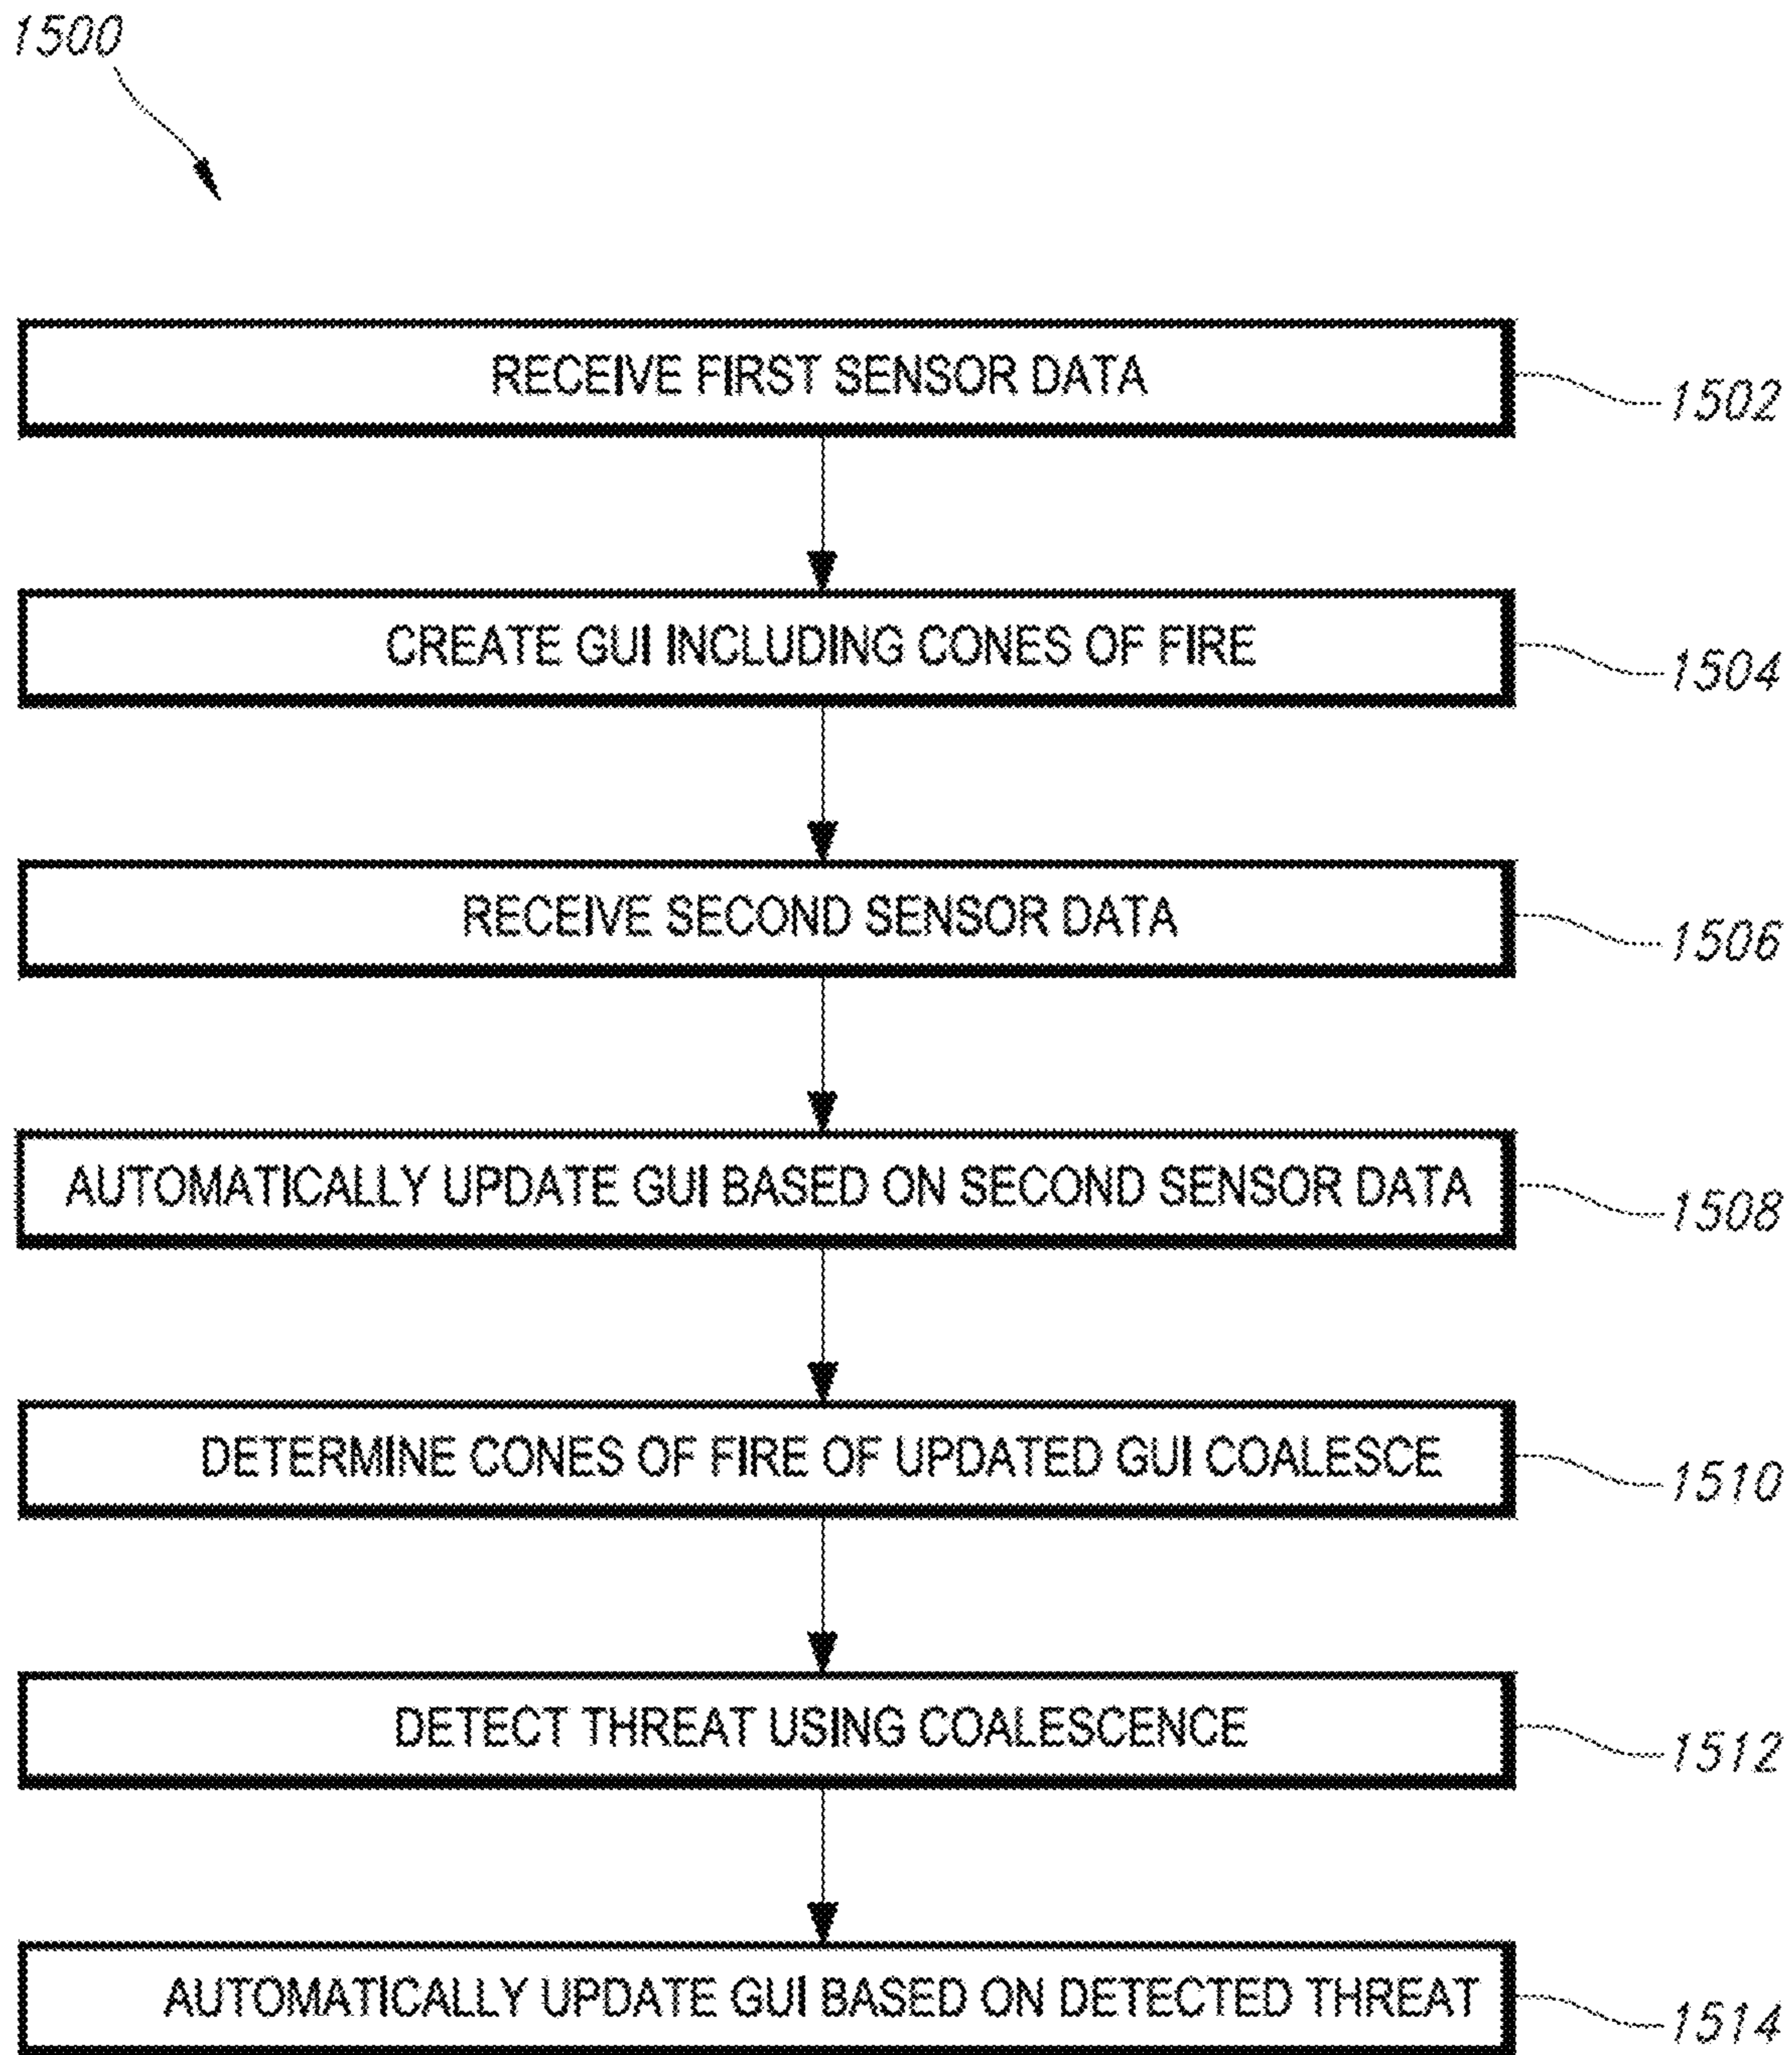 1500
RECEIVE FIRST SENSOR DATA
1502
CREATE GUI INCLUDING CONES OF FIRE
1504
RECEIVE SECOND SENSOR DATA
1506
AUTOMATICALLY UPDATE GUI BASED ON SECOND SENSOR DATA
1508
DETERMINE CONES OF FIRE OF UPDATED GUI COALESCE
1510
DETECT THREAT USING COALESCENCE
1512
AUTOMATICALLY UPDATE GUI BASED ON DETECTED THREAT
1514